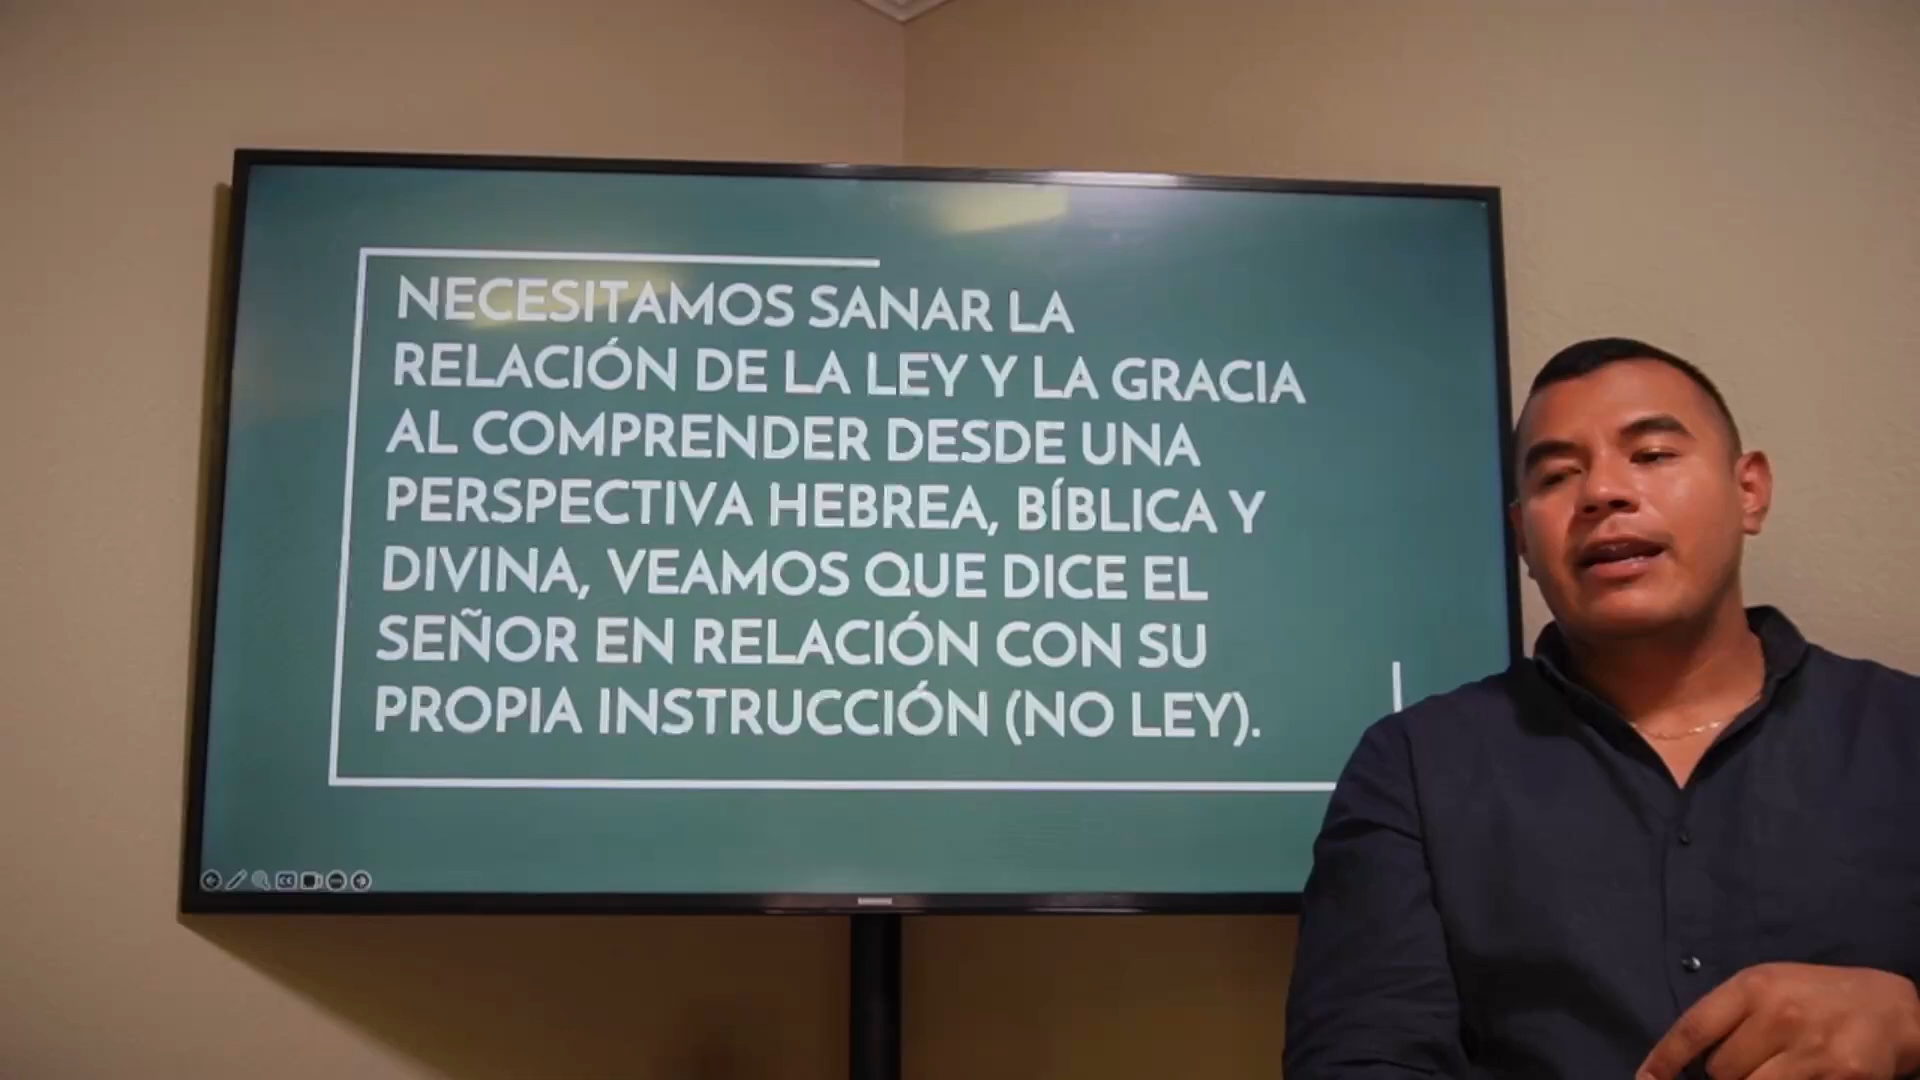 NECESITAMOS SANAR LA
RELACIÓN DE LA LEY Y LA GRACIA
AL COMPRENDER DESDE UNA
PERSPECTIVA HEBREA, BÍBLICA Y
DIVINA, VEAMOS QUE DICE EL
SEÑOR EN RELACIÓN CON SU
PROPIA INSTRUCCIÓN (NO LEY).